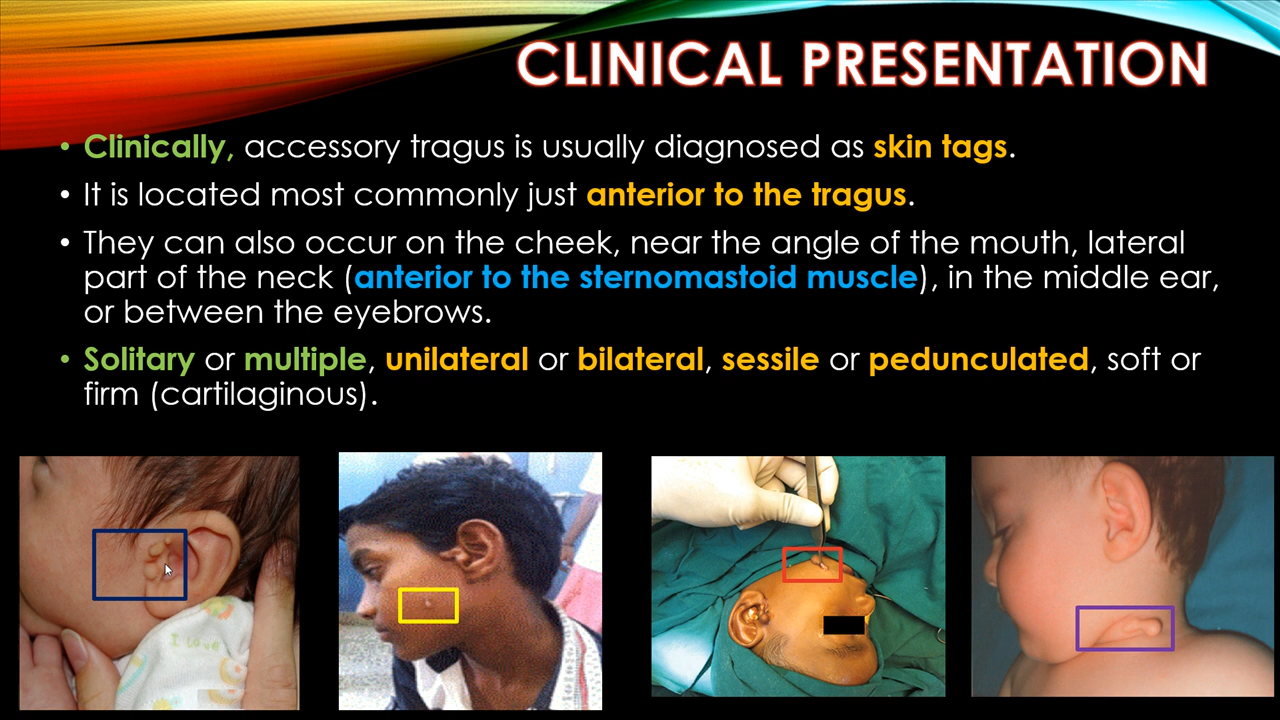 CLINICAL PRESENTATION
• Clinically, accessory tragus is usually diagnosed as skin tags.
• It is located most commonly just anterior to the tragus.
• They can also occur on the cheek, near the angle of the mouth, lateral
part of the neck (anterior to the sternomastoid muscle), in the middle ear,
or between the eyebrows.
• Solitary or multiple, unilateral or bilateral, sessile or pedunculated, soft or
firm (cartilaginous).
I love